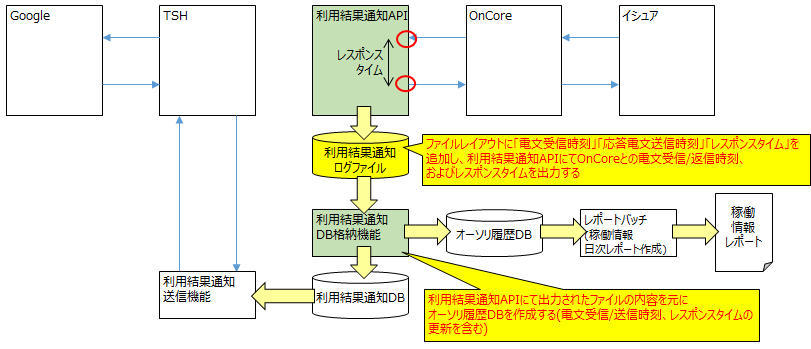 Google
TSH
利用結果通知API
OnCore
イシュア
レスポンス
タイム
利用結果通知
ログファイル
ファイルレイアウトに「電文受信時刻」「応答電文送信時刻」「レスポンスタイム」を
追加し、利用結果通知APIにてOnCoreとの電文受信/返信時刻、
およびレスポンスタイムを出力する
利用結果通知
DB格納機能
オーソリ履歴DB
レポートバッチ
(稼働情報
日次レポート作成)
稼働
情報
レポート
利用結果通知
送信機能
利用結果通知DB
利用結果通知APIにて出力されたファイルの内容を元に
オーソリ履歴DBを作成する(電文受信/送信時刻、レスポンスタイムの
更新を含む)